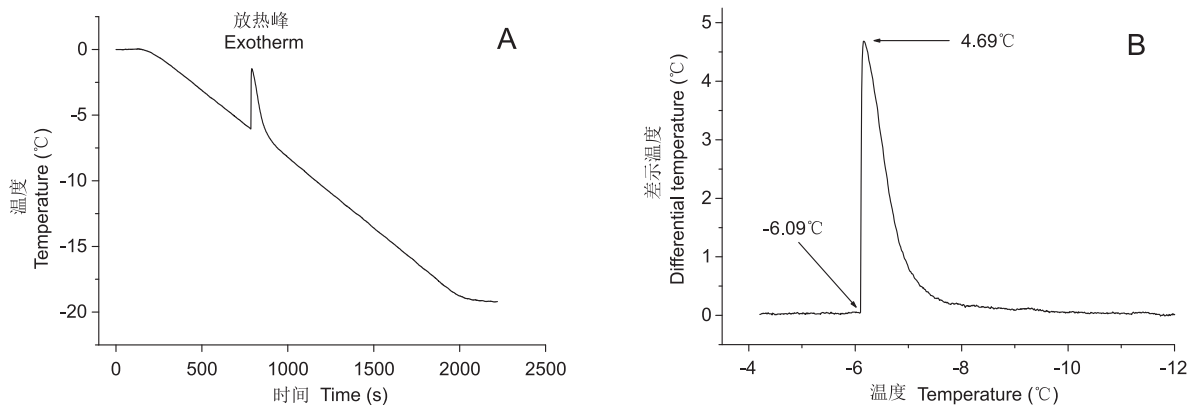 放热峰
Exotherm
A
0
-5
-10
-15
-20
温度
Temperature (℃)
0
500
1000
1500
2000
2500
时间 Time (s)
B
5
4
3
2
1
0
差示温度
Differential temperature (℃)
4.69℃
-6.09℃
-4
-6
-8
-10
-12
温度 Temperature (℃)